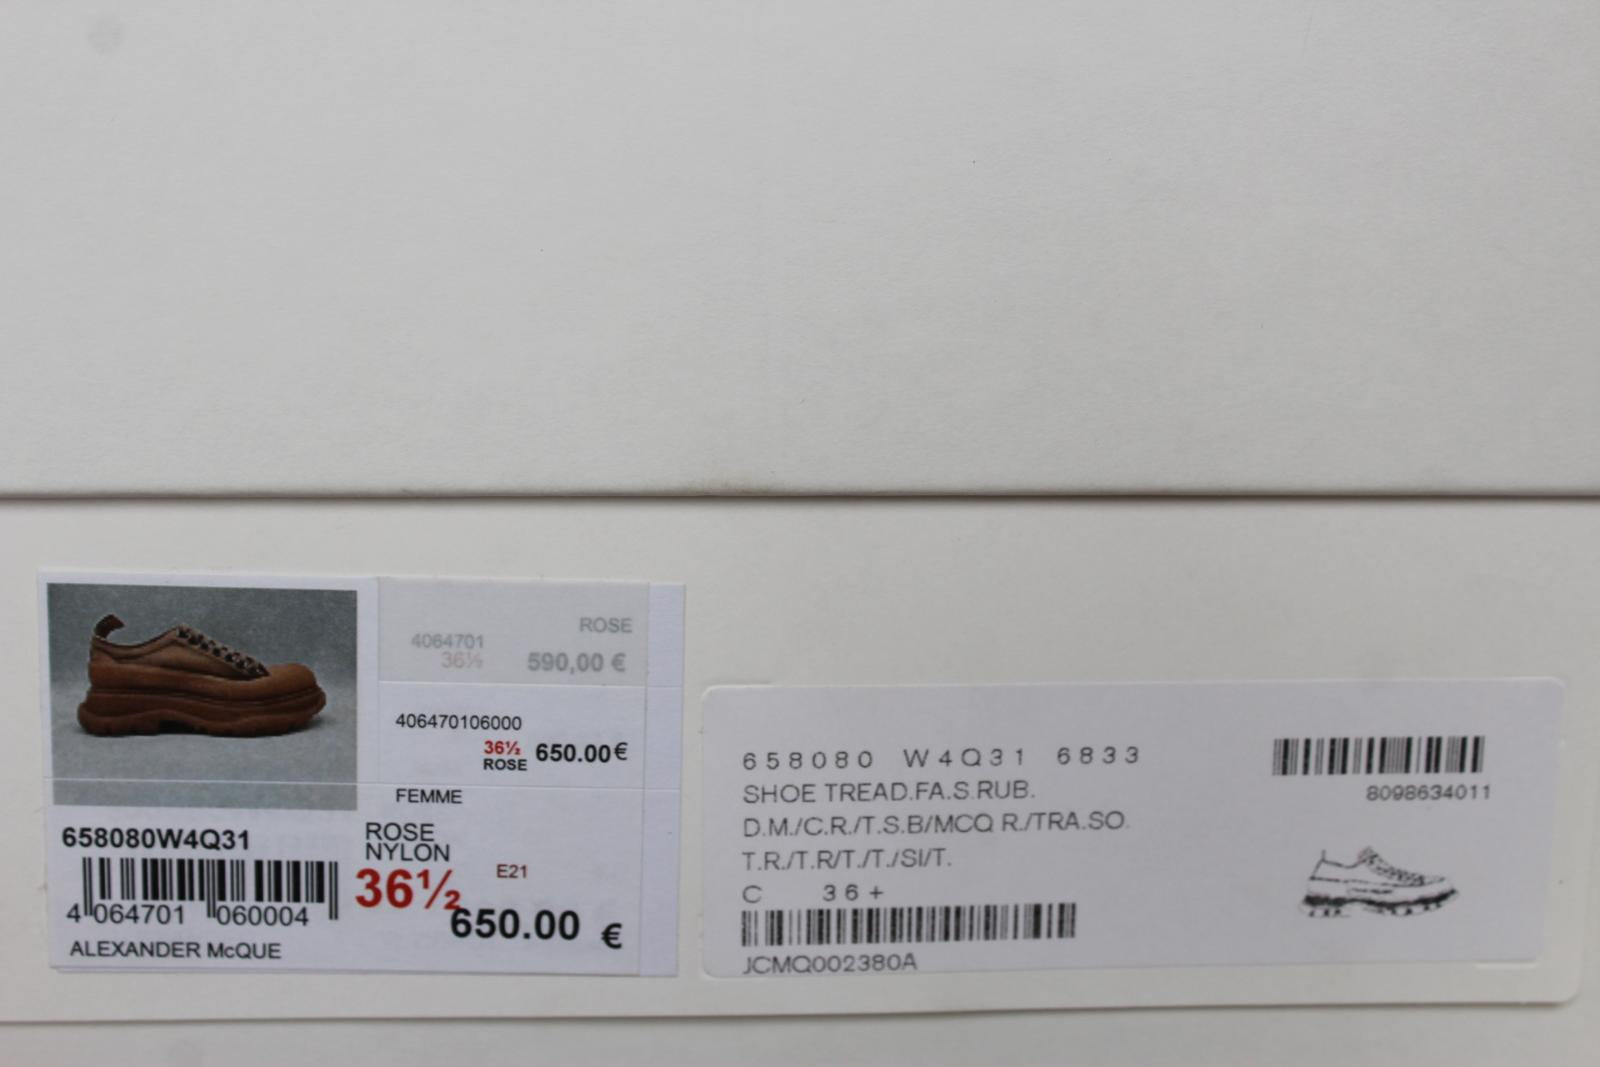 ROSE
4064701
36½ 590,00 €
406470106000
36½ 650.00 €
ROSE
FEMME
658080W4Q31
ROSE
NYLON
E21
36½
650.00 €
4 064701 060004
ALEXANDER McQUE
658080 W4Q31 6833
SHOE TREAD.FA.S.RUB.
D.M./C.R./T.S.B/MCQ R./TRA.SO.
T.R./T.R/T./T./SI/T.
C 36+
JCMQ002380A
8098634011